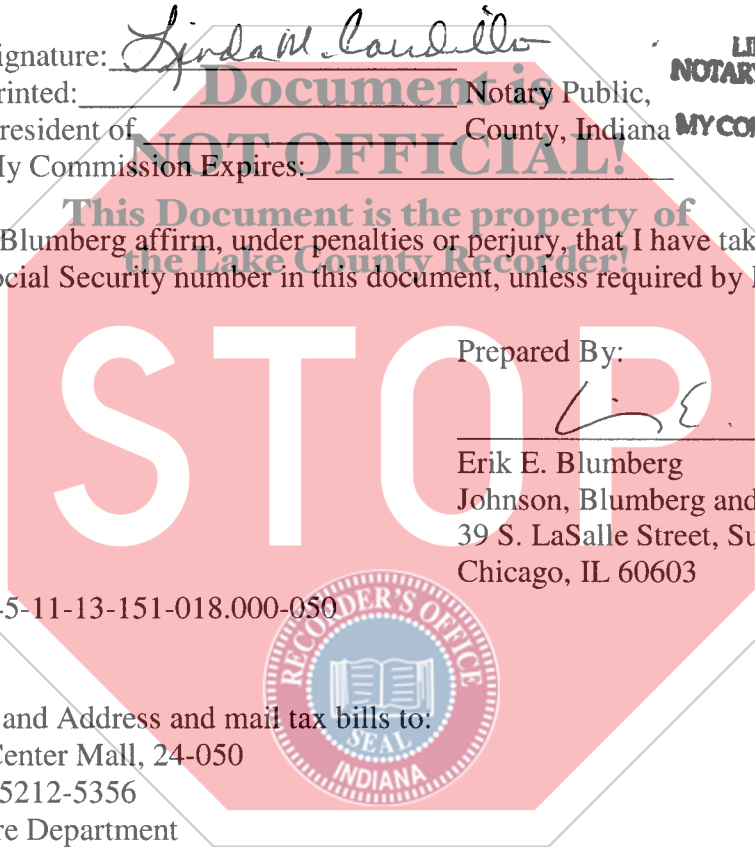 ignature: Linda M. Caudillo
LI
rinted: Notary Public,
NOTARY
resident of County, Indiana
MY COM
ly Commission Expires:
Document is
NOT OFFICIAL!
This Document is the property of
the Lake County Recorder!
Blumberg affirm, under penalties or perjury, that I have tak
ocial Security number in this document, unless required by l
STOP
Prepared By:
Erik E. Blumberg
Johnson, Blumberg and
39 S. LaSalle Street, Su
Chicago, IL 60603
-5-11-13-151-018.000-050
RECORDER'S OFFICE
SEAL
INDIANA
and Address and mail tax bills to:
Center Mall, 24-050
5212-5356
re Department